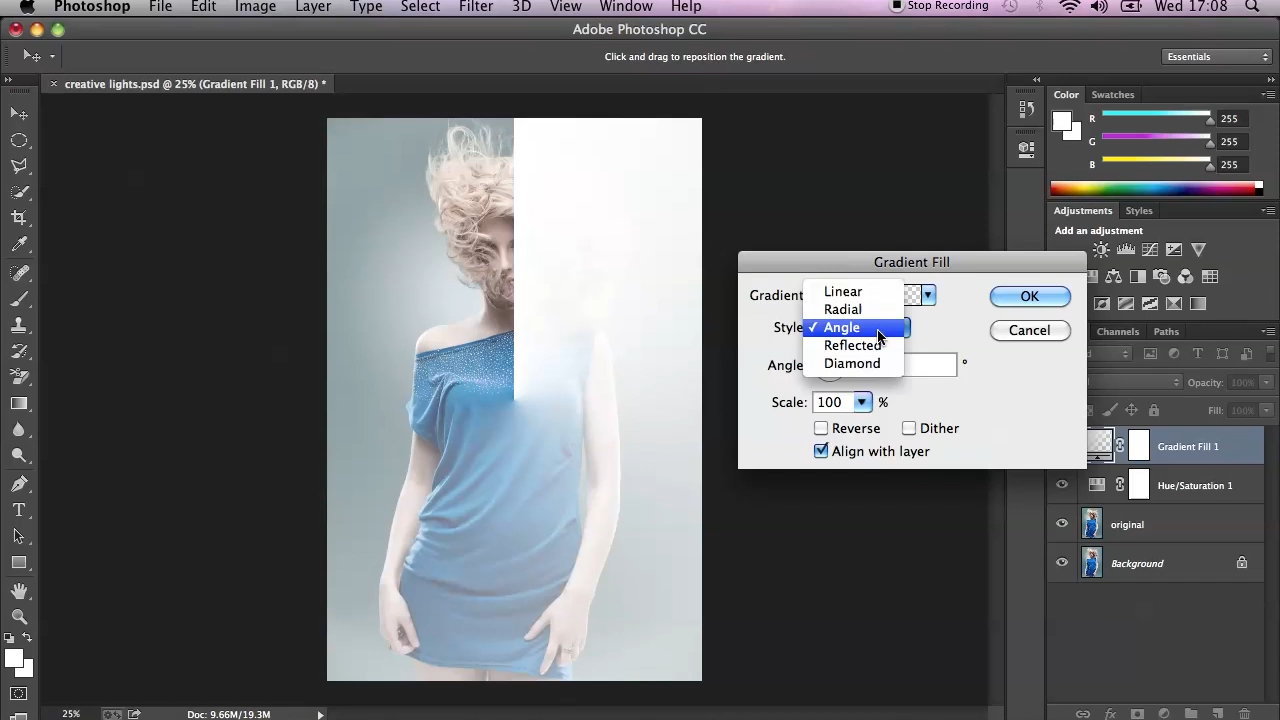 Photoshop File Edit Image Layer Type Select Filter 3D View Window Help Stop Recording Wed 17:08
Adobe Photoshop CC
Click and drag to reposition the gradient. Essentials
× creative lights.psd @ 25% (Gradient Fill 1, RGB/8) *
Color Swatches
R 255
G 255
B 255
Adjustments Styles
Add an adjustment
Gradient Fill
Gradient
Style
Linear
Radial
✓ Angle
Reflected
Diamond
Angle °
Scale: 100 %
Reverse Dither
Align with layer
OK
Cancel
Channels Paths
Opacity: 100%
Fill: 100%
Gradient Fill 1
Hue/Saturation 1
original
Background
T
25% Doc: 9.66M/19.3M
fx